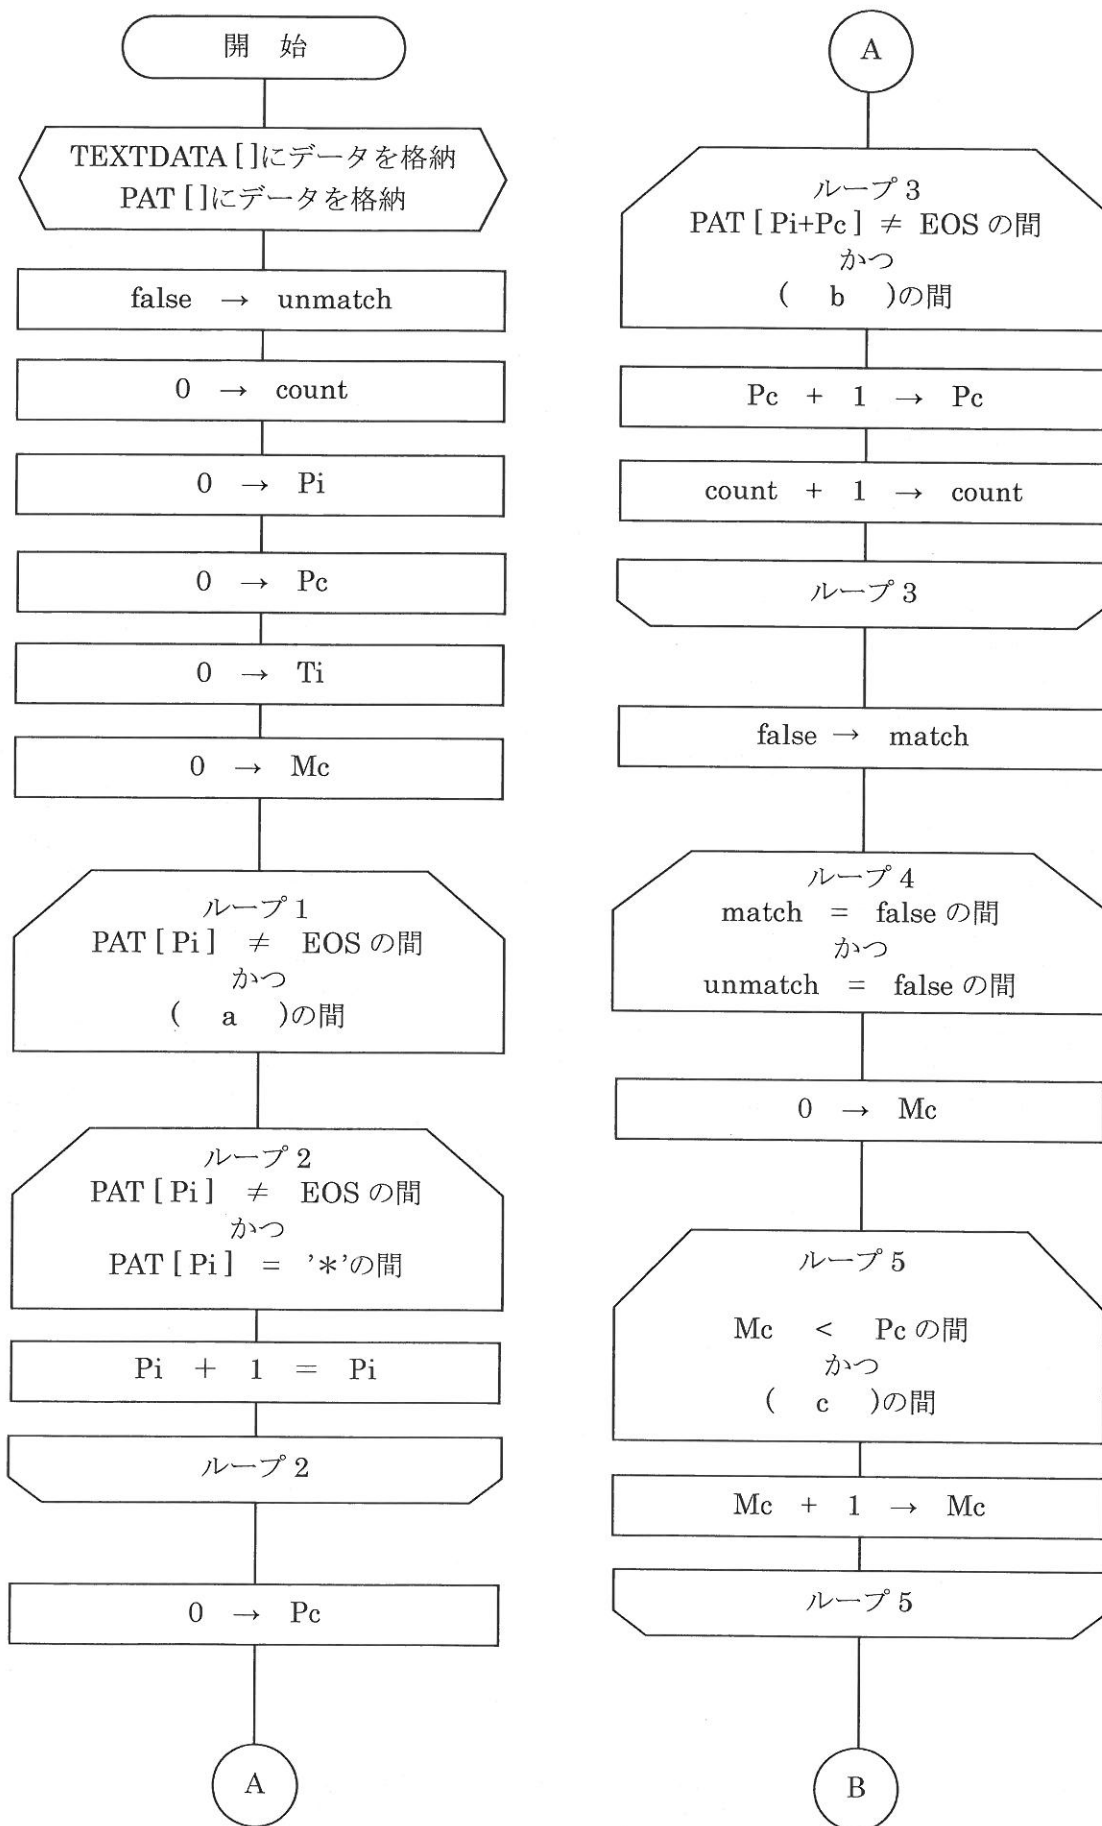 開　始
TEXTDATA [ ]にデータを格納
PAT [ ]にデータを格納
false → unmatch
0 → count
0 → Pi
0 → Pc
0 → Ti
0 → Mc
ループ 1
PAT [ Pi ] ≠ EOS の間
かつ
( a )の間
ループ 2
PAT [ Pi ] ≠ EOS の間
かつ
PAT [ Pi ] = ’＊’の間
Pi + 1 = Pi
ループ 2
0 → Pc
A
A
ループ 3
PAT [ Pi+Pc ] ≠ EOS の間
かつ
( b )の間
Pc + 1 → Pc
count + 1 → count
ループ 3
false → match
ループ 4
match = false の間
かつ
unmatch = false の間
0 → Mc
ループ 5
Mc < Pc の間
かつ
( c )の間
Mc + 1 → Mc
ループ 5
B